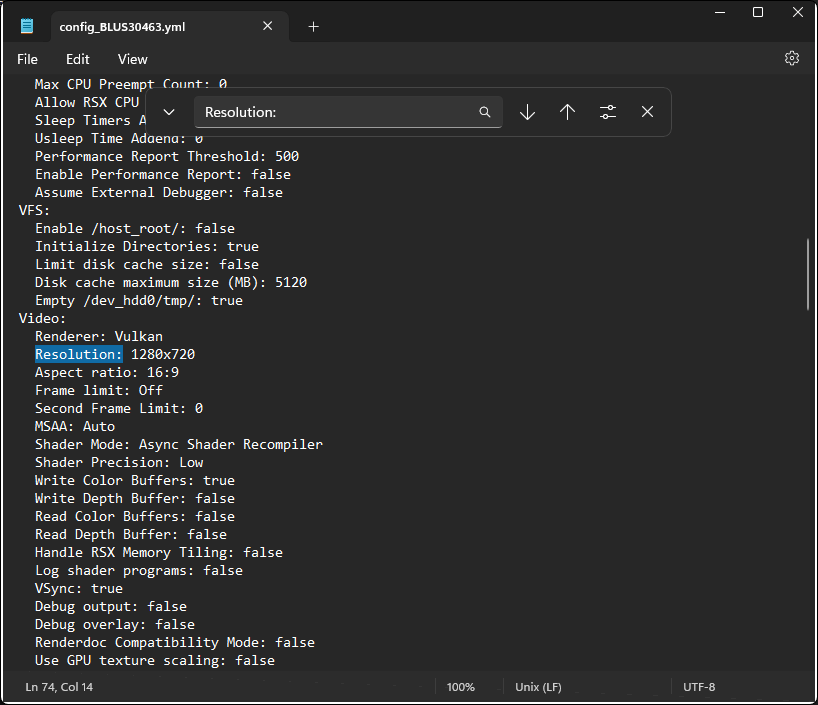 config_BLUS30463.yml
File Edit View
Max CPU Preempt Count: 0
Allow RSX CPU
Resolution:
Sleep Timers A
Usleep Time Addend: 0
Performance Report Threshold: 500
Enable Performance Report: false
Assume External Debugger: false
VFS:
Enable /host_root/: false
Initialize Directories: true
Limit disk cache size: false
Disk cache maximum size (MB): 5120
Empty /dev_hdd0/tmp/: true
Video:
Renderer: Vulkan
Resolution: 1280x720
Aspect ratio: 16:9
Frame limit: Off
Second Frame Limit: 0
MSAA: Auto
Shader Mode: Async Shader Recompiler
Shader Precision: Low
Write Color Buffers: true
Write Depth Buffer: false
Read Color Buffers: false
Read Depth Buffer: false
Handle RSX Memory Tiling: false
Log shader programs: false
VSync: true
Debug output: false
Debug overlay: false
Renderdoc Compatibility Mode: false
Use GPU texture scaling: false
Ln 74, Col 14 100% Unix (LF) UTF-8